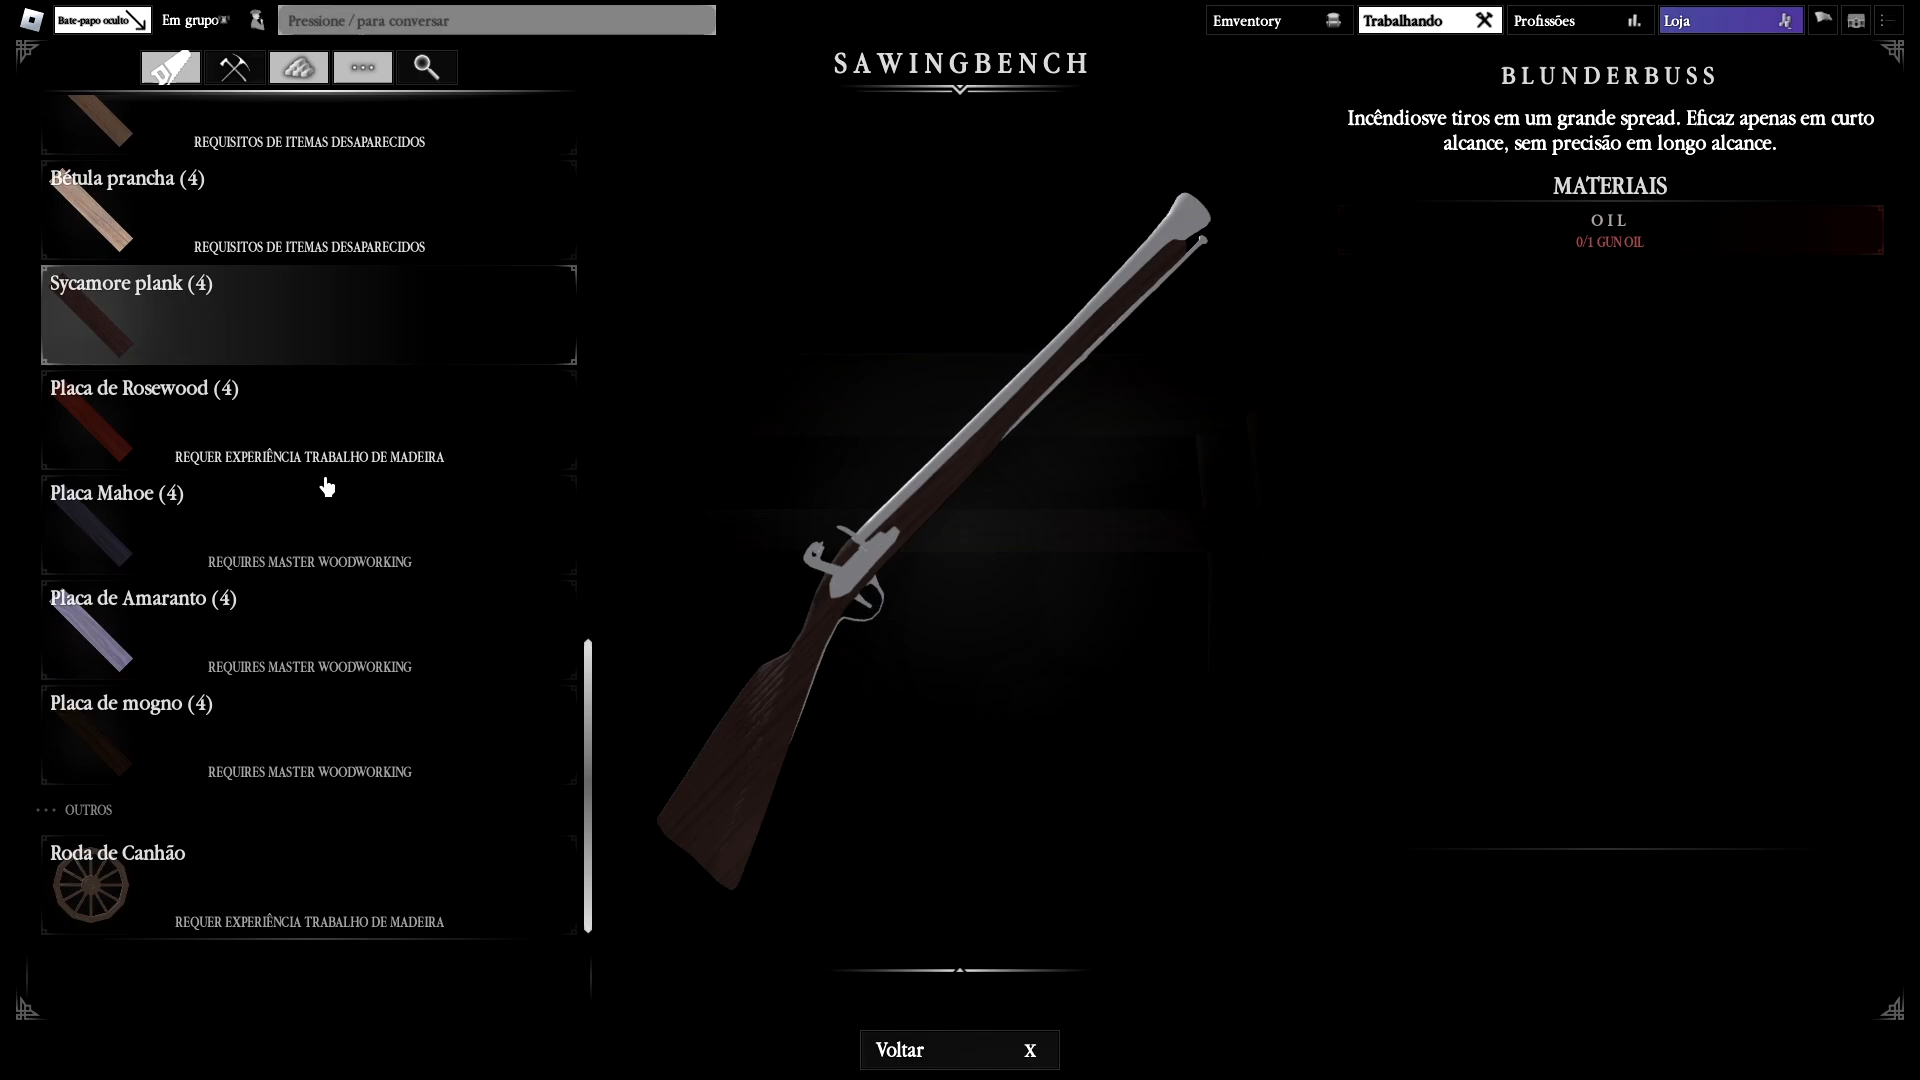 Bate-papo oculto
Em grupo
Pressione / para conversar
Emventory
Trabalhando
Profissões
Loja
SAWINGBENCH
BLUNDERBUSS
Incêndiosve tiros em um grande spread. Eficaz apenas em curto
alcance, sem precisão em longo alcance.
MATERIAIS
OIL
0/1 GUN OIL
REQUISITOS DE ITEMAS DESAPARECIDOS
Bétula prancha (4)
REQUISITOS DE ITEMAS DESAPARECIDOS
Sycamore plank (4)
Placa de Rosewood (4)
REQUER EXPERIÊNCIA TRABALHO DE MADEIRA
Placa Mahoe (4)
REQUIRES MASTER WOODWORKING
Placa de Amaranto (4)
REQUIRES MASTER WOODWORKING
Placa de mogno (4)
REQUIRES MASTER WOODWORKING
OUTROS
Roda de Canhão
REQUER EXPERIÊNCIA TRABALHO DE MADEIRA
Voltar X